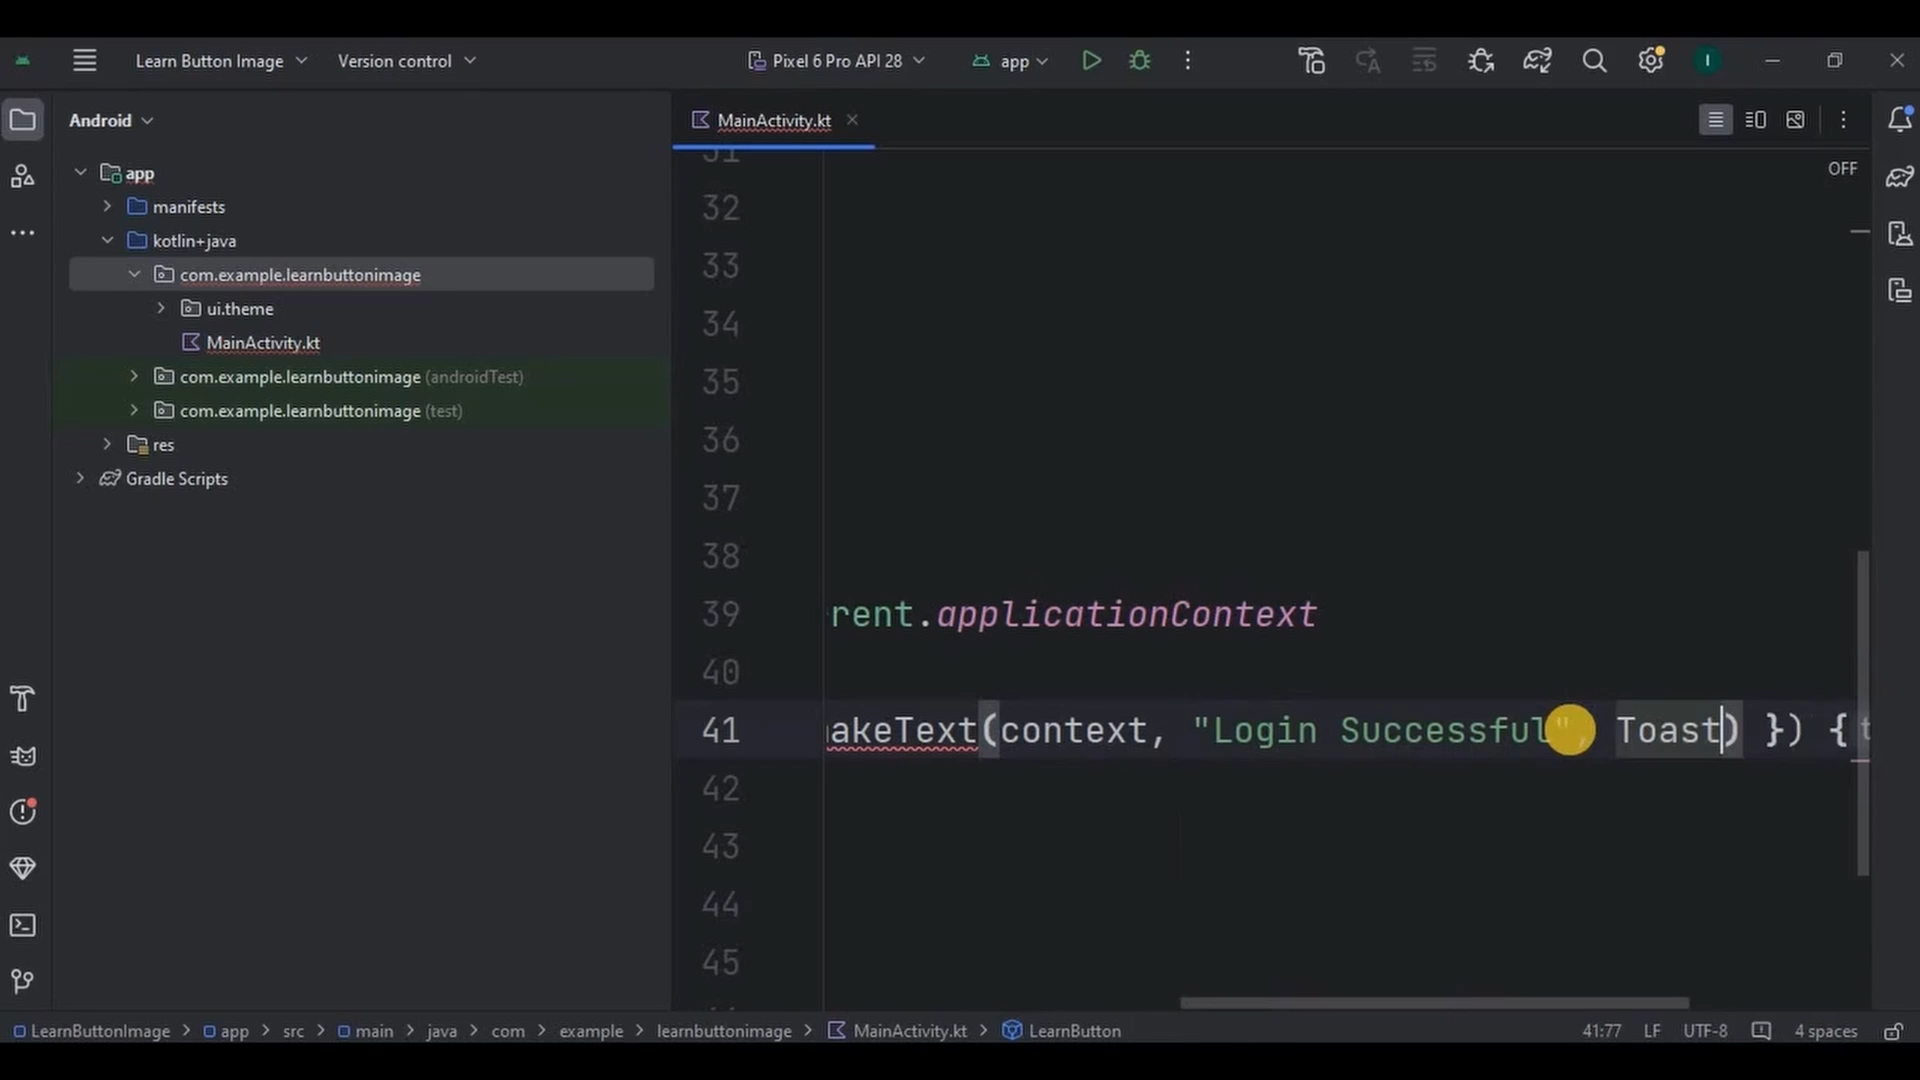 Learn Button Image
Version control
Pixel 6 Pro API 28
app
I
Android
MainActivity.kt
OFF
app
manifests
kotlin+java
com.example.learnbuttonimage
ui.theme
MainActivity.kt
com.example.learnbuttonimage (androidTest)
com.example.learnbuttonimage (test)
res
Gradle Scripts
31
32
33
34
35
36
37
38
39 rent.applicationContext
40
41 akeText(context, "Login Successful", Toast) }) { t
42
43
44
45
LearnButtonImage > app > src > main > java > com > example > learnbuttonimage > MainActivity.kt > LearnButton
41:77 LF UTF-8 4 spaces